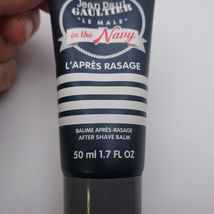 Jean Paul
GAULTIER
"LE MALE"
in the Navy
L'APRÈS RASAGE
BAUME APRÈS-RASAGE
AFTER SHAVE BALM
50 ml 1.7 FL OZ